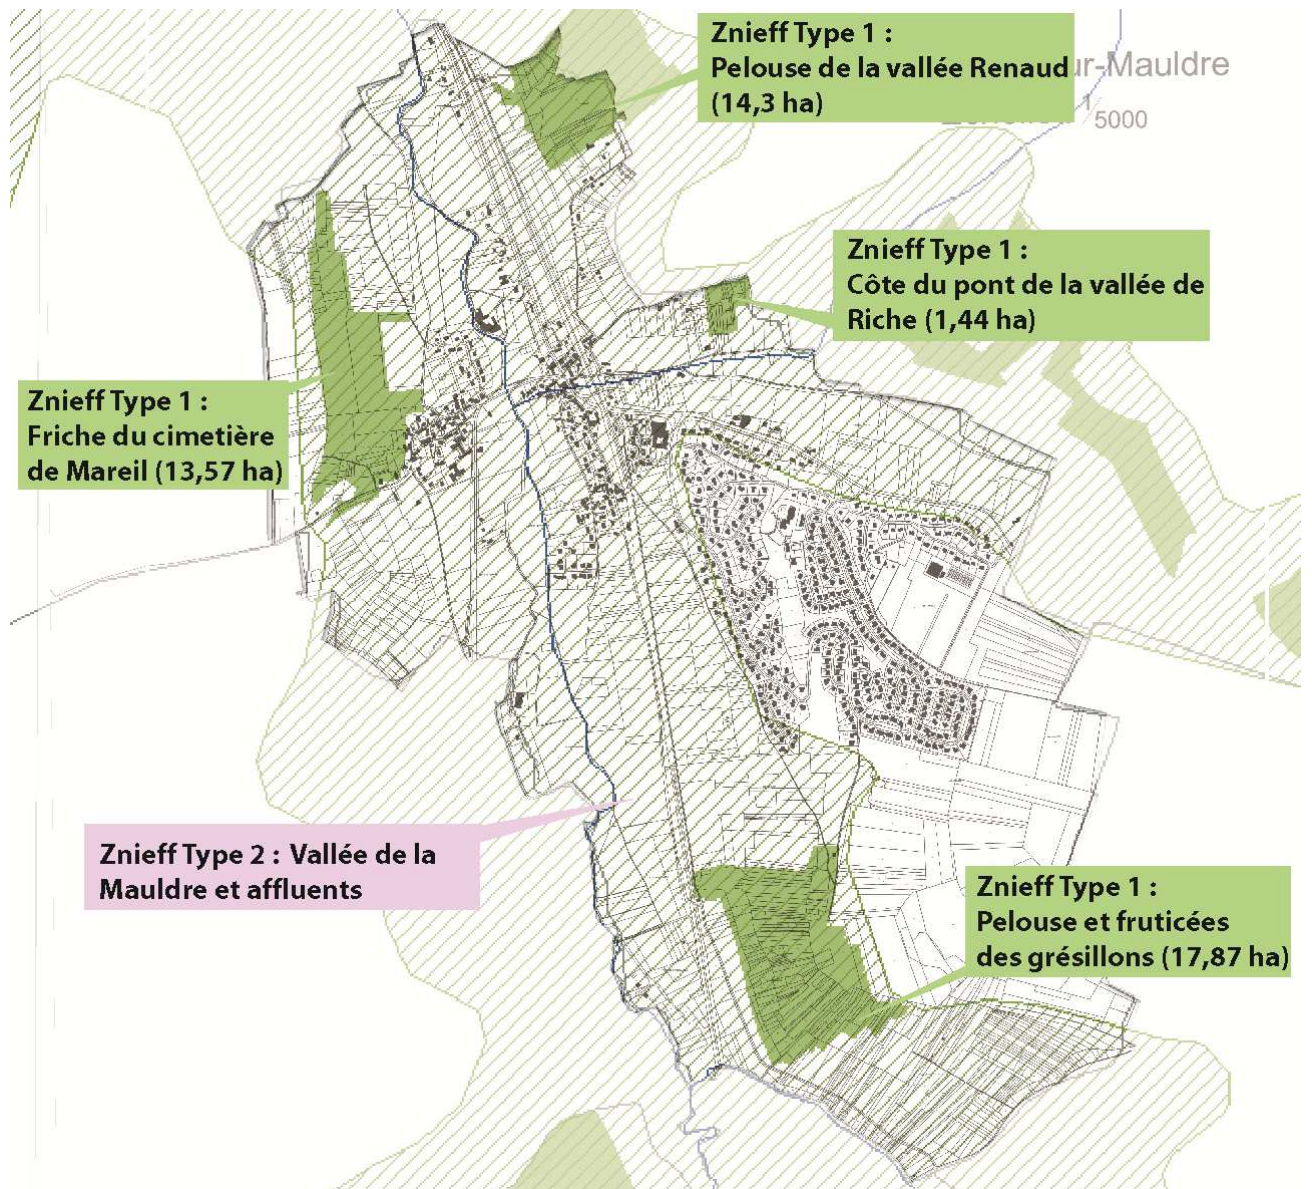 Znieff Type 1 :
Pelouse de la vallée Renaud
(14,3 ha)
r-Mauldre
1/5000
Znieff Type 1 :
Côte du pont de la vallée de
Riche (1,44 ha)
Znieff Type 1 :
Friche du cimetière
de Mareil (13,57 ha)
Znieff Type 2 : Vallée de la
Mauldre et affluents
Znieff Type 1 :
Pelouse et fruticées
des grésillons (17,87 ha)